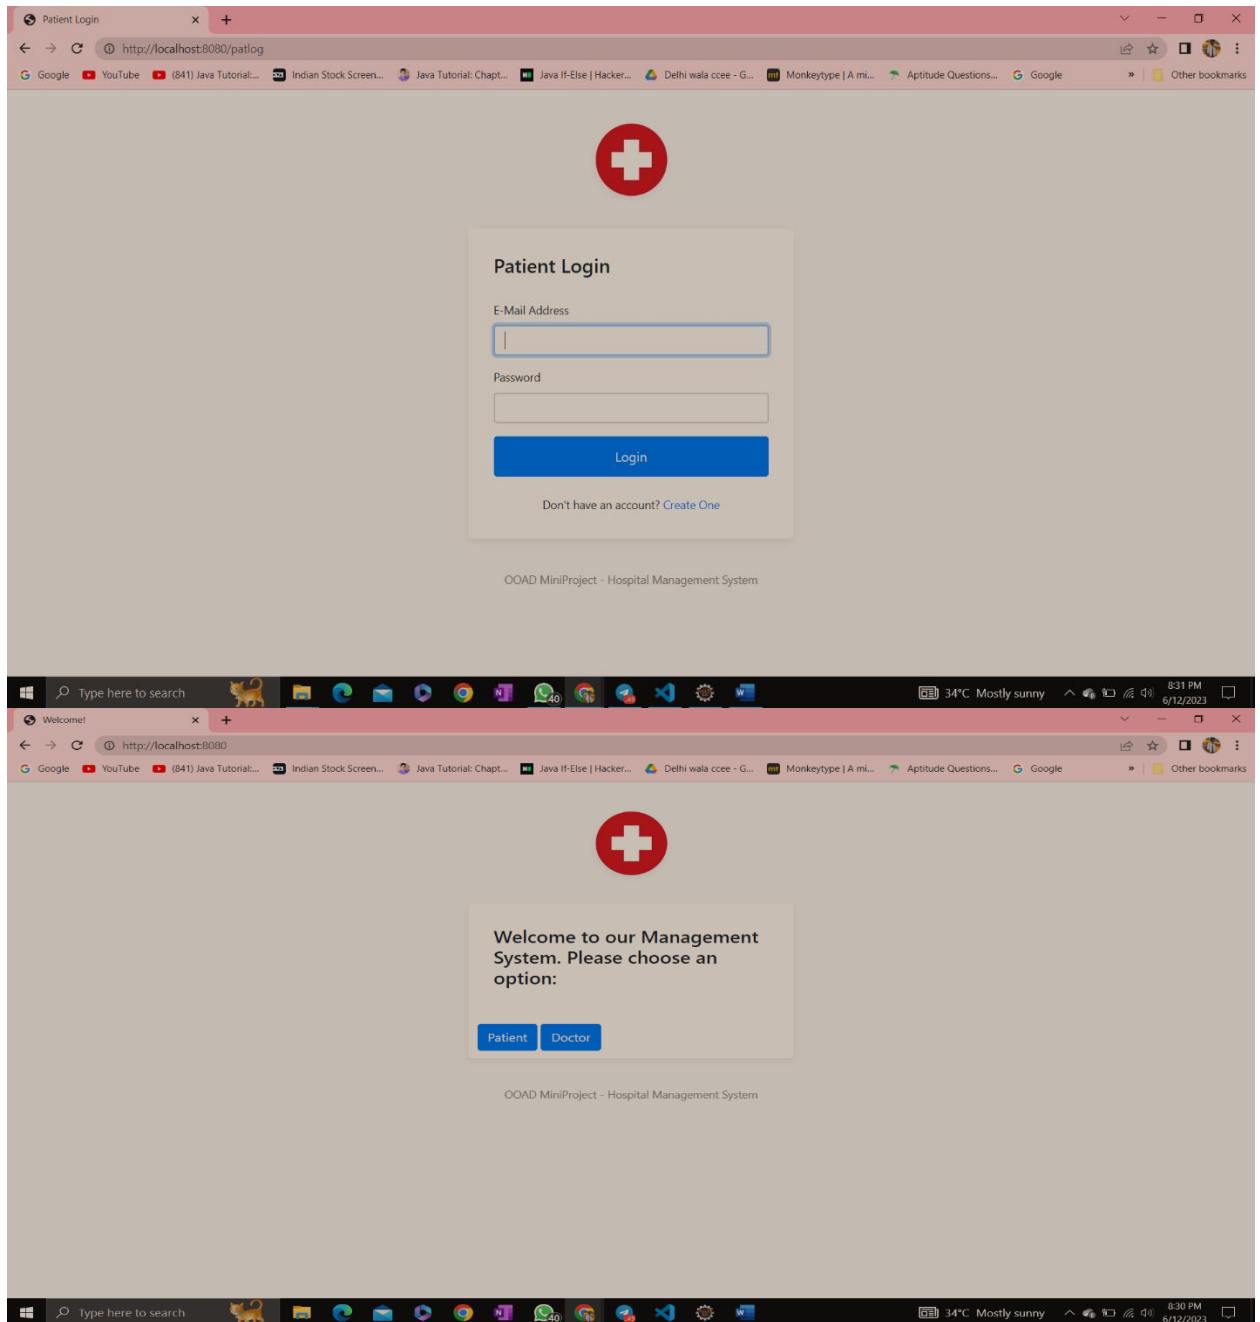 Patient Login
http://localhost:8080/patlog
Google YouTube (841) Java Tutorial:... Indian Stock Screen... Java Tutorial: Chapt... Java If-Else | Hacker... Delhi wala ccee - G... Monkeytype | A mi... Aptitude Questions... Google » Other bookmarks
Patient Login
E-Mail Address
Password
Login
Don't have an account? Create One
OOAD MiniProject - Hospital Management System
Type here to search 40 34°C Mostly sunny 8:31 PM
6/12/2023
Welcome!
http://localhost:8080
Google YouTube (841) Java Tutorial:... Indian Stock Screen... Java Tutorial: Chapt... Java If-Else | Hacker... Delhi wala ccee - G... Monkeytype | A mi... Aptitude Questions... Google » Other bookmarks
Welcome to our Management
System. Please choose an
option:
Patient Doctor
OOAD MiniProject - Hospital Management System
Type here to search 40 34°C Mostly sunny 8:30 PM
6/12/2023